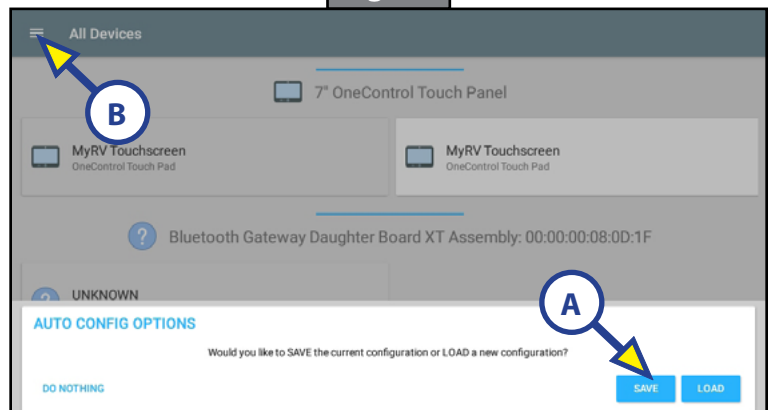 All Devices
B
7" OneControl Touch Panel
MyRV Touchscreen
OneControl Touch Pad
MyRV Touchscreen
OneControl Touch Pad
Bluetooth Gateway Daughter Board XT Assembly: 00:00:00:08:0D:1F
UNKNOWN
A
AUTO CONFIG OPTIONS
Would you like to SAVE the current configuration or LOAD a new configuration?
DO NOTHING
SAVE
LOAD